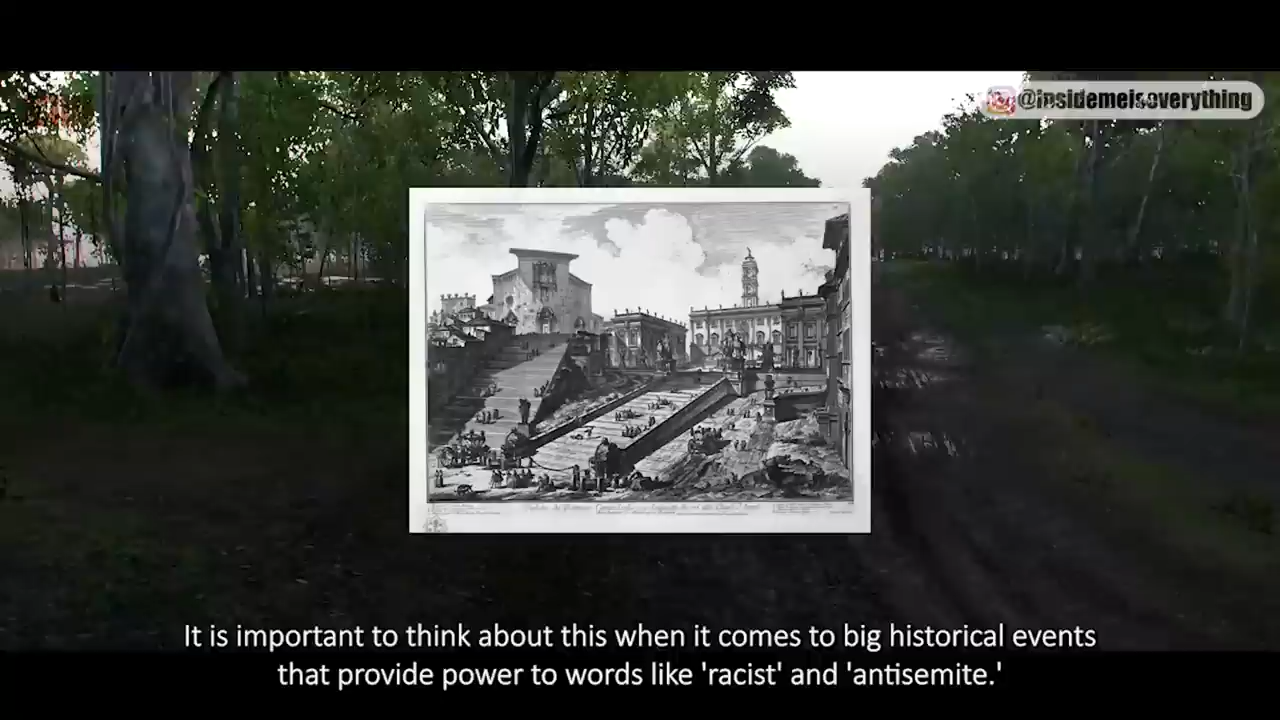 @insidemeiseverything
It is important to think about this when it comes to big historical events
that provide power to words like 'racist' and 'antisemite.'